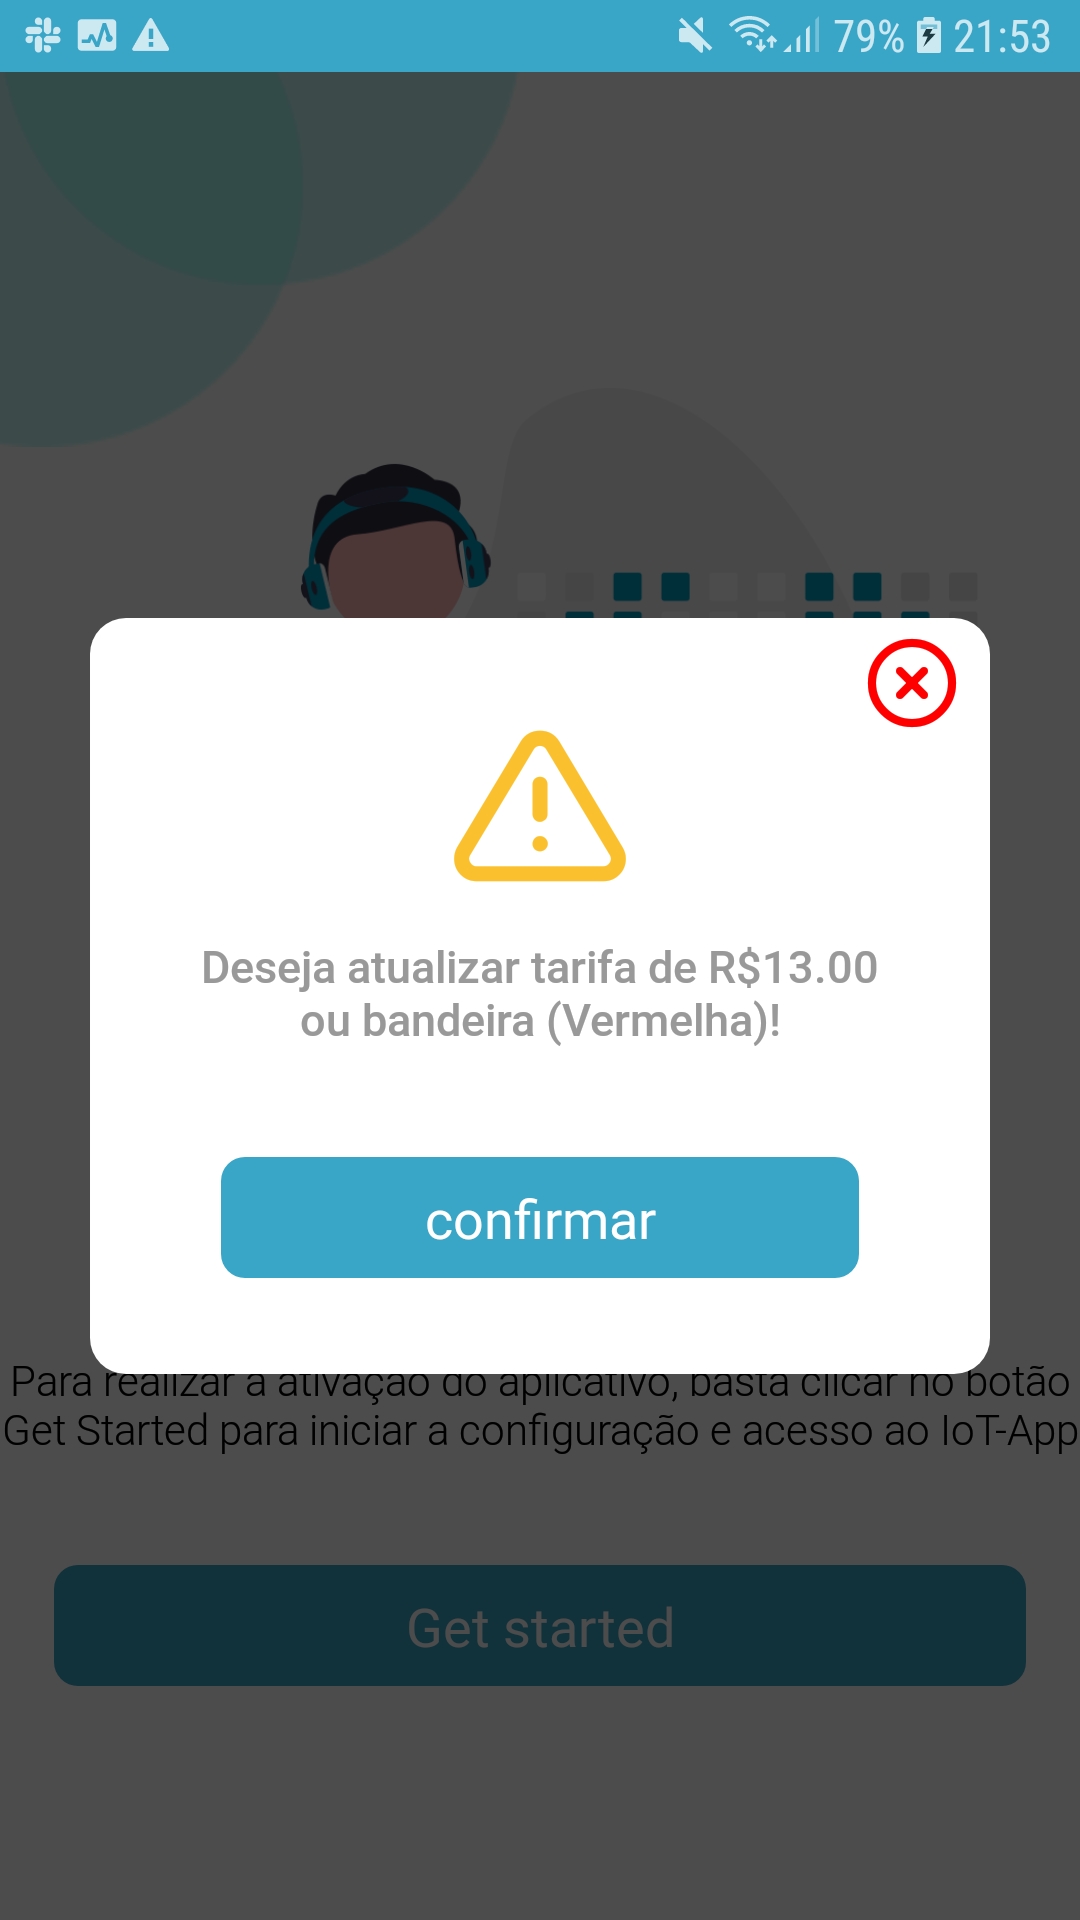 79% 21:53
Deseja atualizar tarifa de R$13.00
ou bandeira (Vermelha)!
confirmar
Para realizar a ativação do aplicativo, basta clicar no botão
Get Started para iniciar a configuração e acesso ao IoT-App
Get started